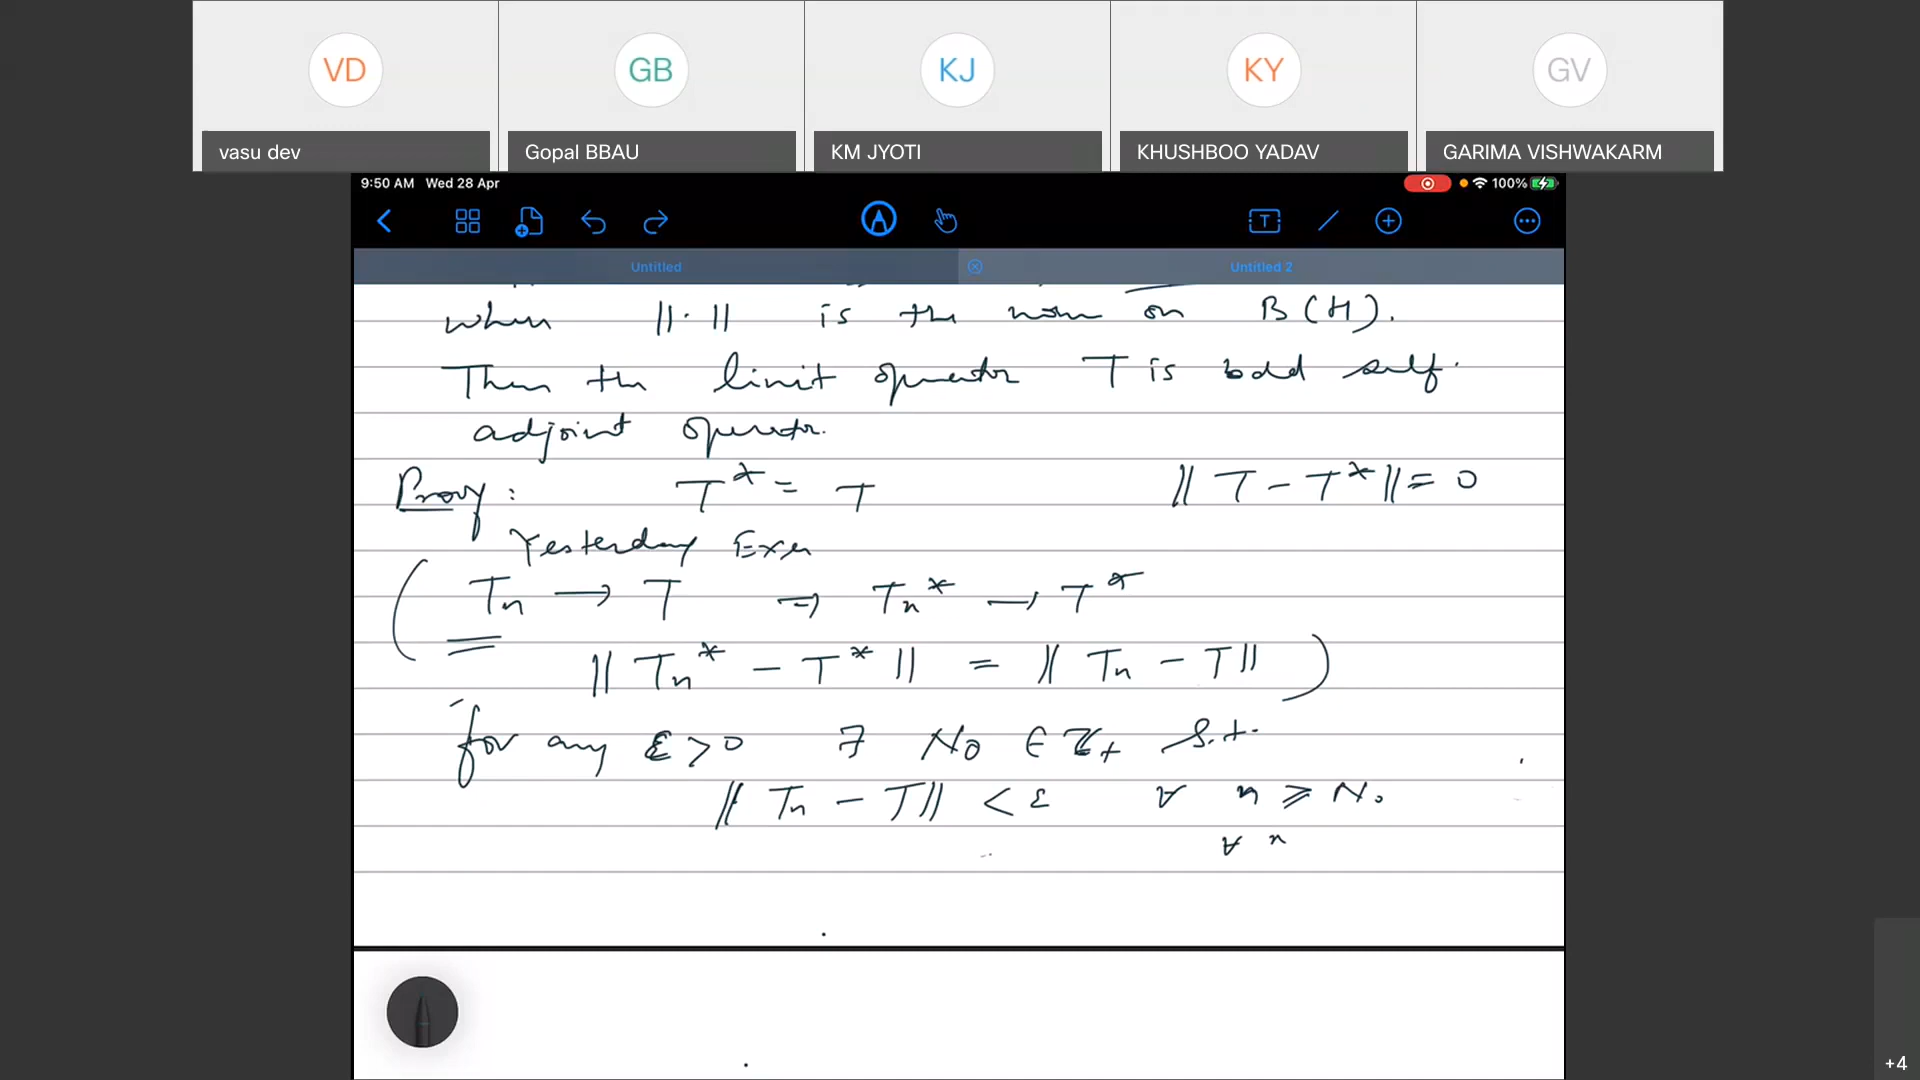 VD GB KJ KY GV
vasu dev Gopal BBAU KM JYOTI KHUSHBOO YADAV GARIMA VISHWAKARM
9:50 AM Wed 28 Apr 100%
T
Untitled Untitled 2
when ||·|| is the norm on B(H).
Then the limit operator T is bdd self-
adjoint operator.
Proof: T* = T || T - T* || = 0
Yesterday Exer
( Tn → T ⇒ Tn* → T*
|| Tn* - T* || = || Tn - T || )
for any ε > 0 ∃ N₀ ∈ ℤ₊ s.t.
|| Tn - T || < ε ∀ n ≥ N₀
∀ n
+4